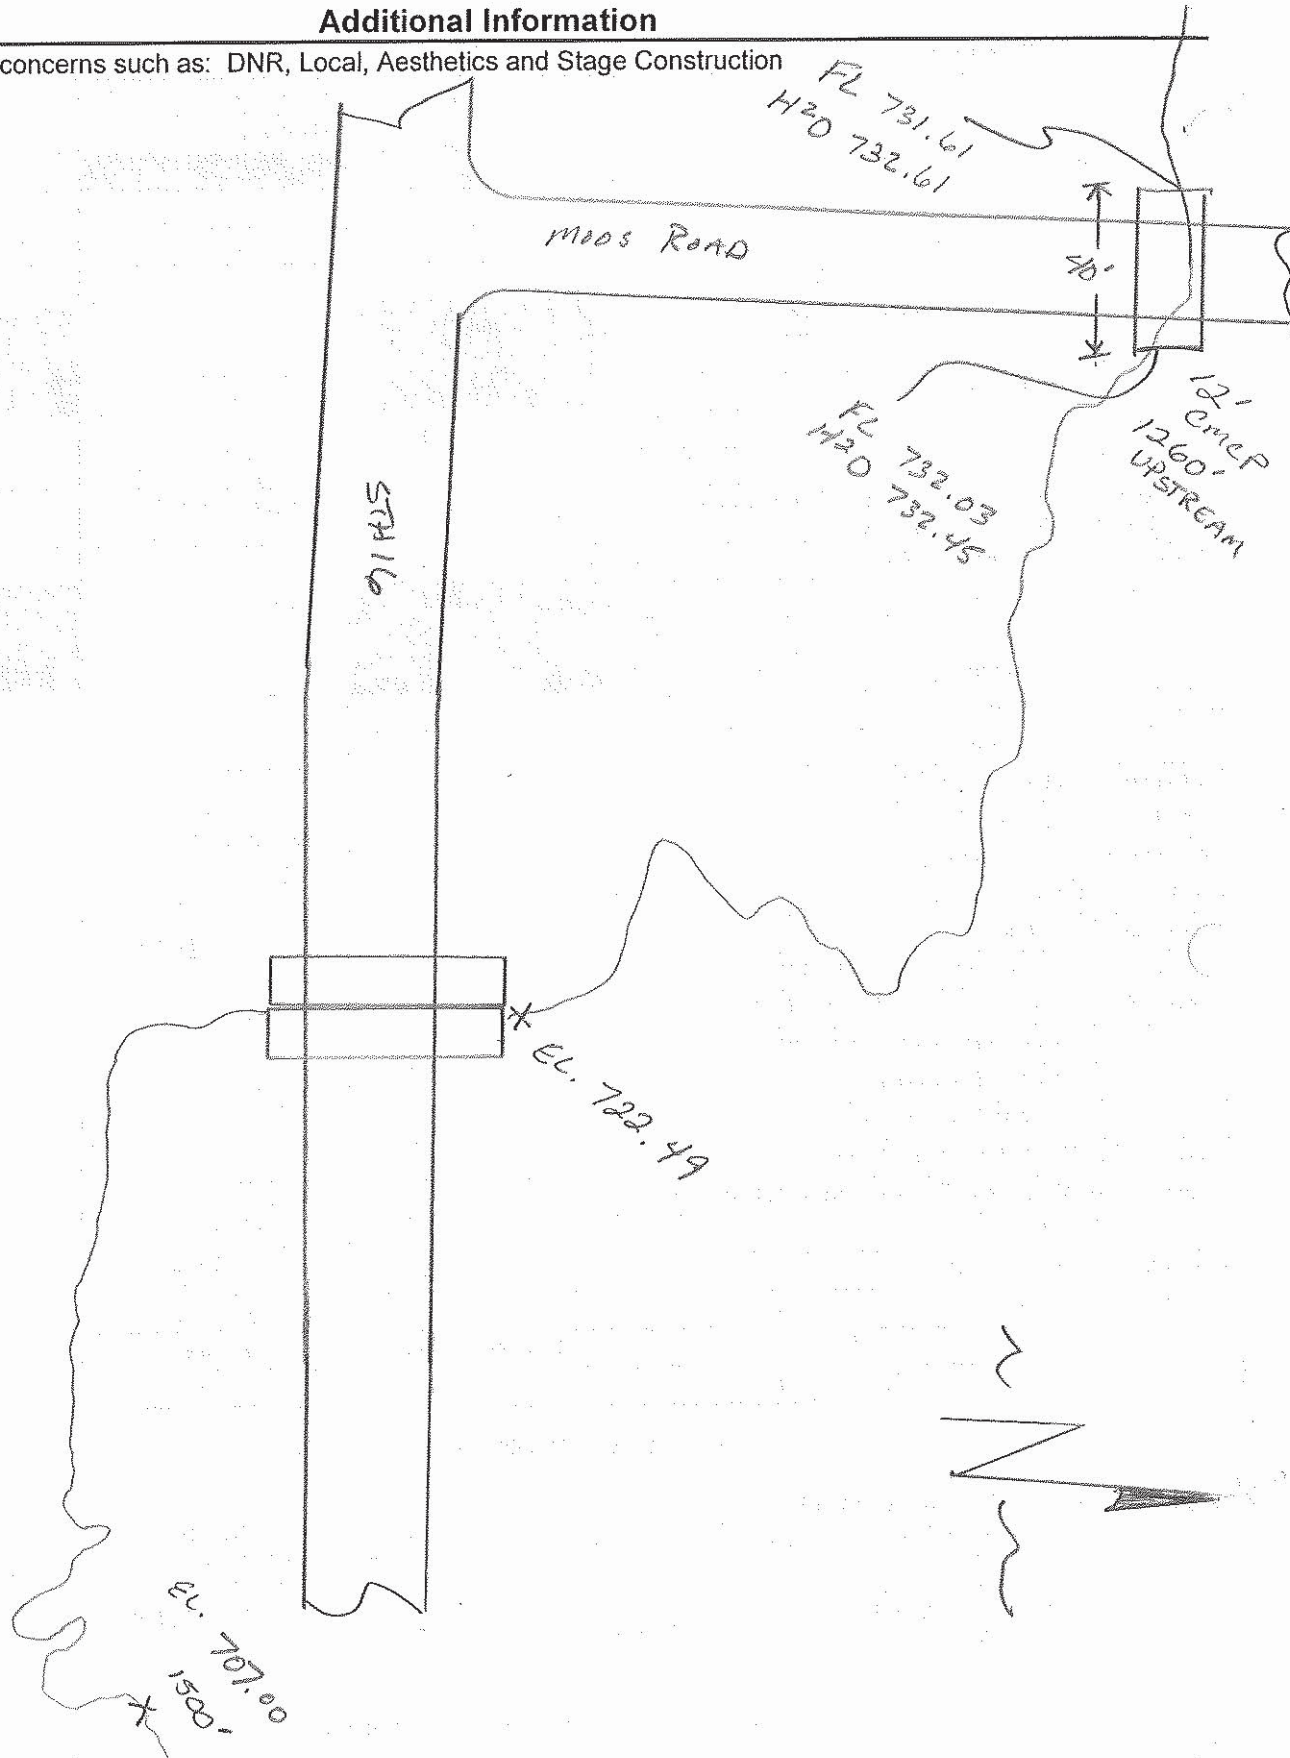 Additional Information
concerns such as: DNR, Local, Aesthetics and Stage Construction
FL 731.61
H2O 732.61
MOOS ROAD
40'
12'
CMCP
1260'
UPSTREAM
FL 732.03
H2O 732.45
STH 16
EL. 722.49
N
EL. 707.00
1500'